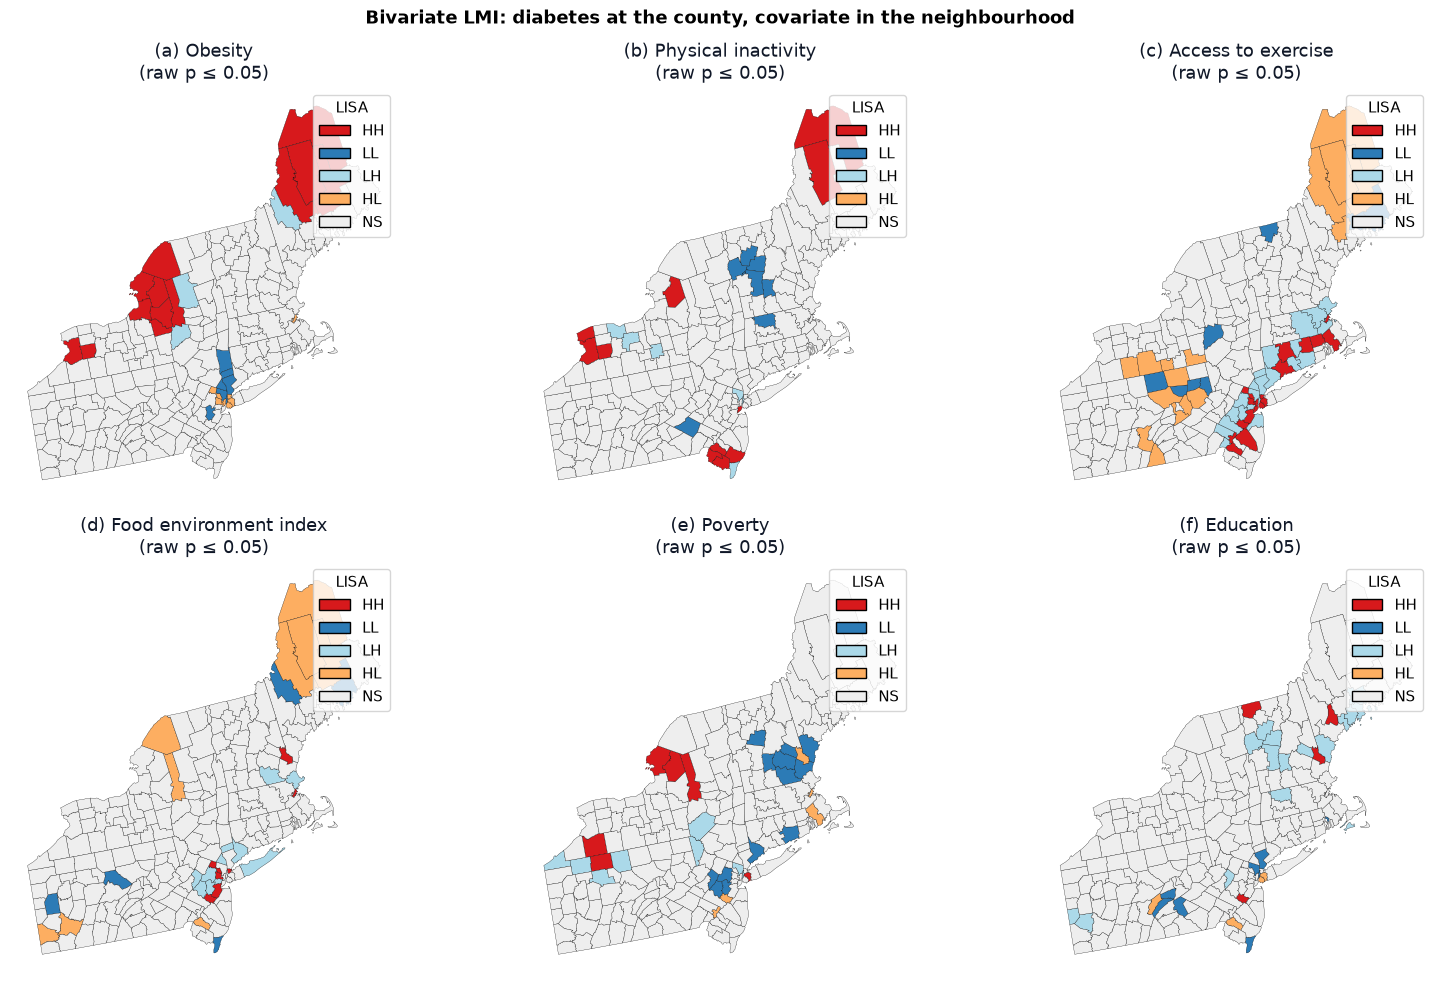 Bivariate LMI: diabetes at the county, covariate in the neighbourhood
(a) Obesity
(raw p ≤ 0.05)
LISA
HH
LL
LH
HL
NS
(b) Physical inactivity
(raw p ≤ 0.05)
LISA
HH
LL
LH
HL
NS
(c) Access to exercise
(raw p ≤ 0.05)
LISA
HH
LL
LH
HL
NS
(d) Food environment index
(raw p ≤ 0.05)
LISA
HH
LL
LH
HL
NS
(e) Poverty
(raw p ≤ 0.05)
LISA
HH
LL
LH
HL
NS
(f) Education
(raw p ≤ 0.05)
LISA
HH
LL
LH
HL
NS